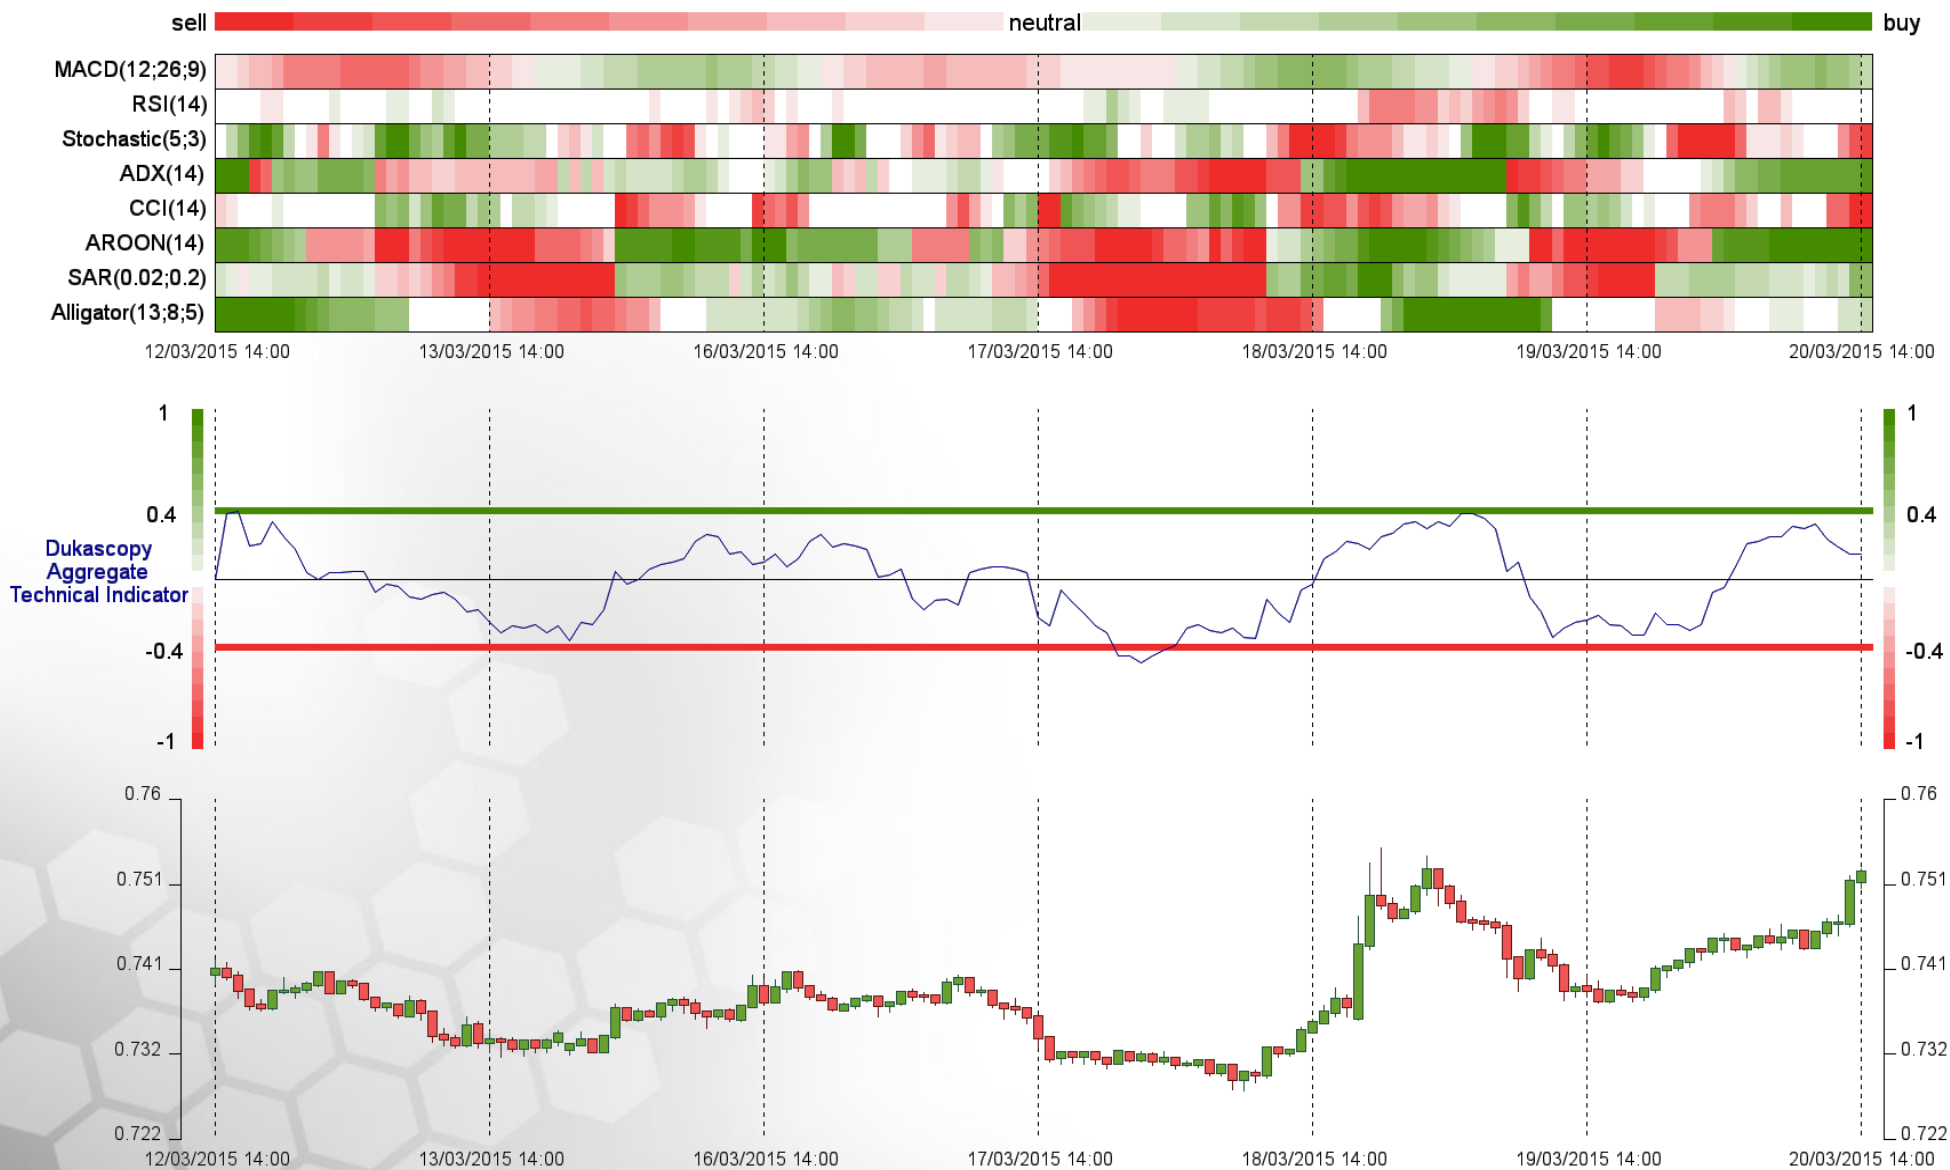 sell neutral buy
MACD(12;26;9)
RSI(14)
Stochastic(5;3)
ADX(14)
CCI(14)
AROON(14)
SAR(0.02;0.2)
Alligator(13;8;5)
12/03/2015 14:00 13/03/2015 14:00 16/03/2015 14:00 17/03/2015 14:00 18/03/2015 14:00 19/03/2015 14:00 20/03/2015 14:00
1 1
0.4 0.4
Dukascopy
Aggregate
Technical Indicator
-0.4 -0.4
-1 -1
0.76 0.76
0.751 0.751
0.741 0.741
0.732 0.732
0.722 0.722
12/03/2015 14:00 13/03/2015 14:00 16/03/2015 14:00 17/03/2015 14:00 18/03/2015 14:00 19/03/2015 14:00 20/03/2015 14:00